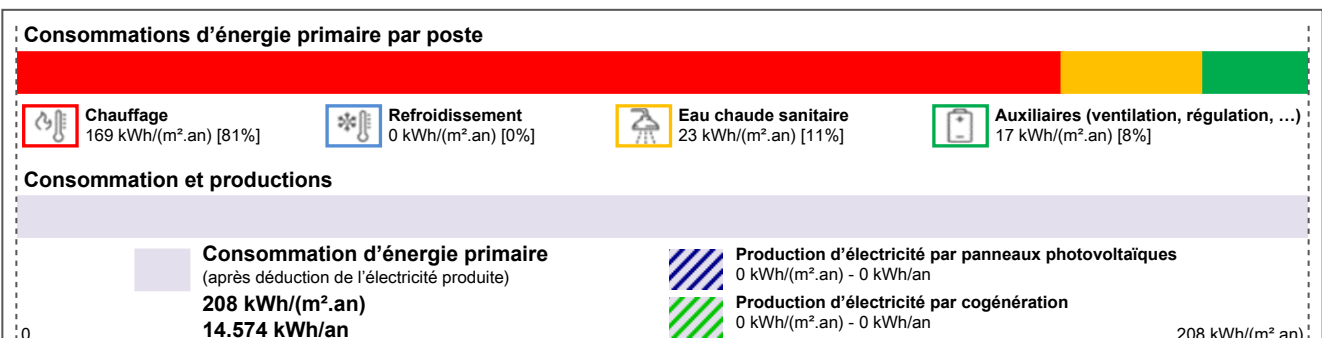 Consommations d’énergie primaire par poste
Chauffage
169 kWh/(m².an) [81%]
Refroidissement
0 kWh/(m².an) [0%]
Eau chaude sanitaire
23 kWh/(m².an) [11%]
Auxiliaires (ventilation, régulation, …)
17 kWh/(m².an) [8%]
Consommation et productions
Consommation d’énergie primaire
(après déduction de l’électricité produite)
208 kWh/(m².an)
14.574 kWh/an
Production d’électricité par panneaux photovoltaïques
0 kWh/(m².an) - 0 kWh/an
Production d’électricité par cogénération
0 kWh/(m².an) - 0 kWh/an
0
208 kWh/(m².an)